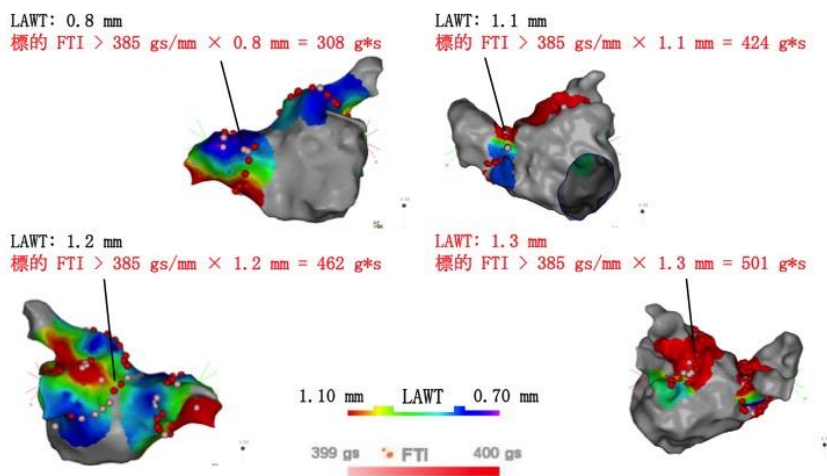 LAWT: 0.8 mm
標的 FTI > 385 gs/mm × 0.8 mm = 308 g*s
LAWT: 1.1 mm
標的 FTI > 385 gs/mm × 1.1 mm = 424 g*s
LAWT: 1.2 mm
標的 FTI > 385 gs/mm × 1.2 mm = 462 g*s
LAWT: 1.3 mm
標的 FTI > 385 gs/mm × 1.3 mm = 501 g*s
1.10 mm LAWT 0.70 mm
399 gs FTI 400 gs